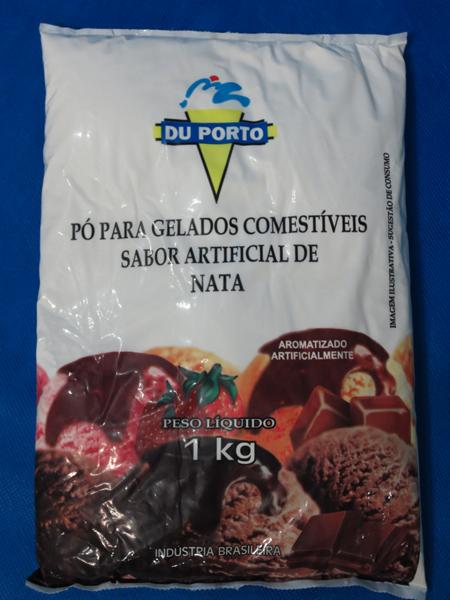 DU PORTO
PÓ PARA GELADOS COMESTÍVEIS
SABOR ARTIFICIAL DE
NATA
IMAGEM ILUSTRATIVA - SUGESTÃO DE CONSUMO
AROMATIZADO
ARTIFICIALMENTE
PESO LÍQUIDO
1 kg
INDÚSTRIA BRASILEIRA